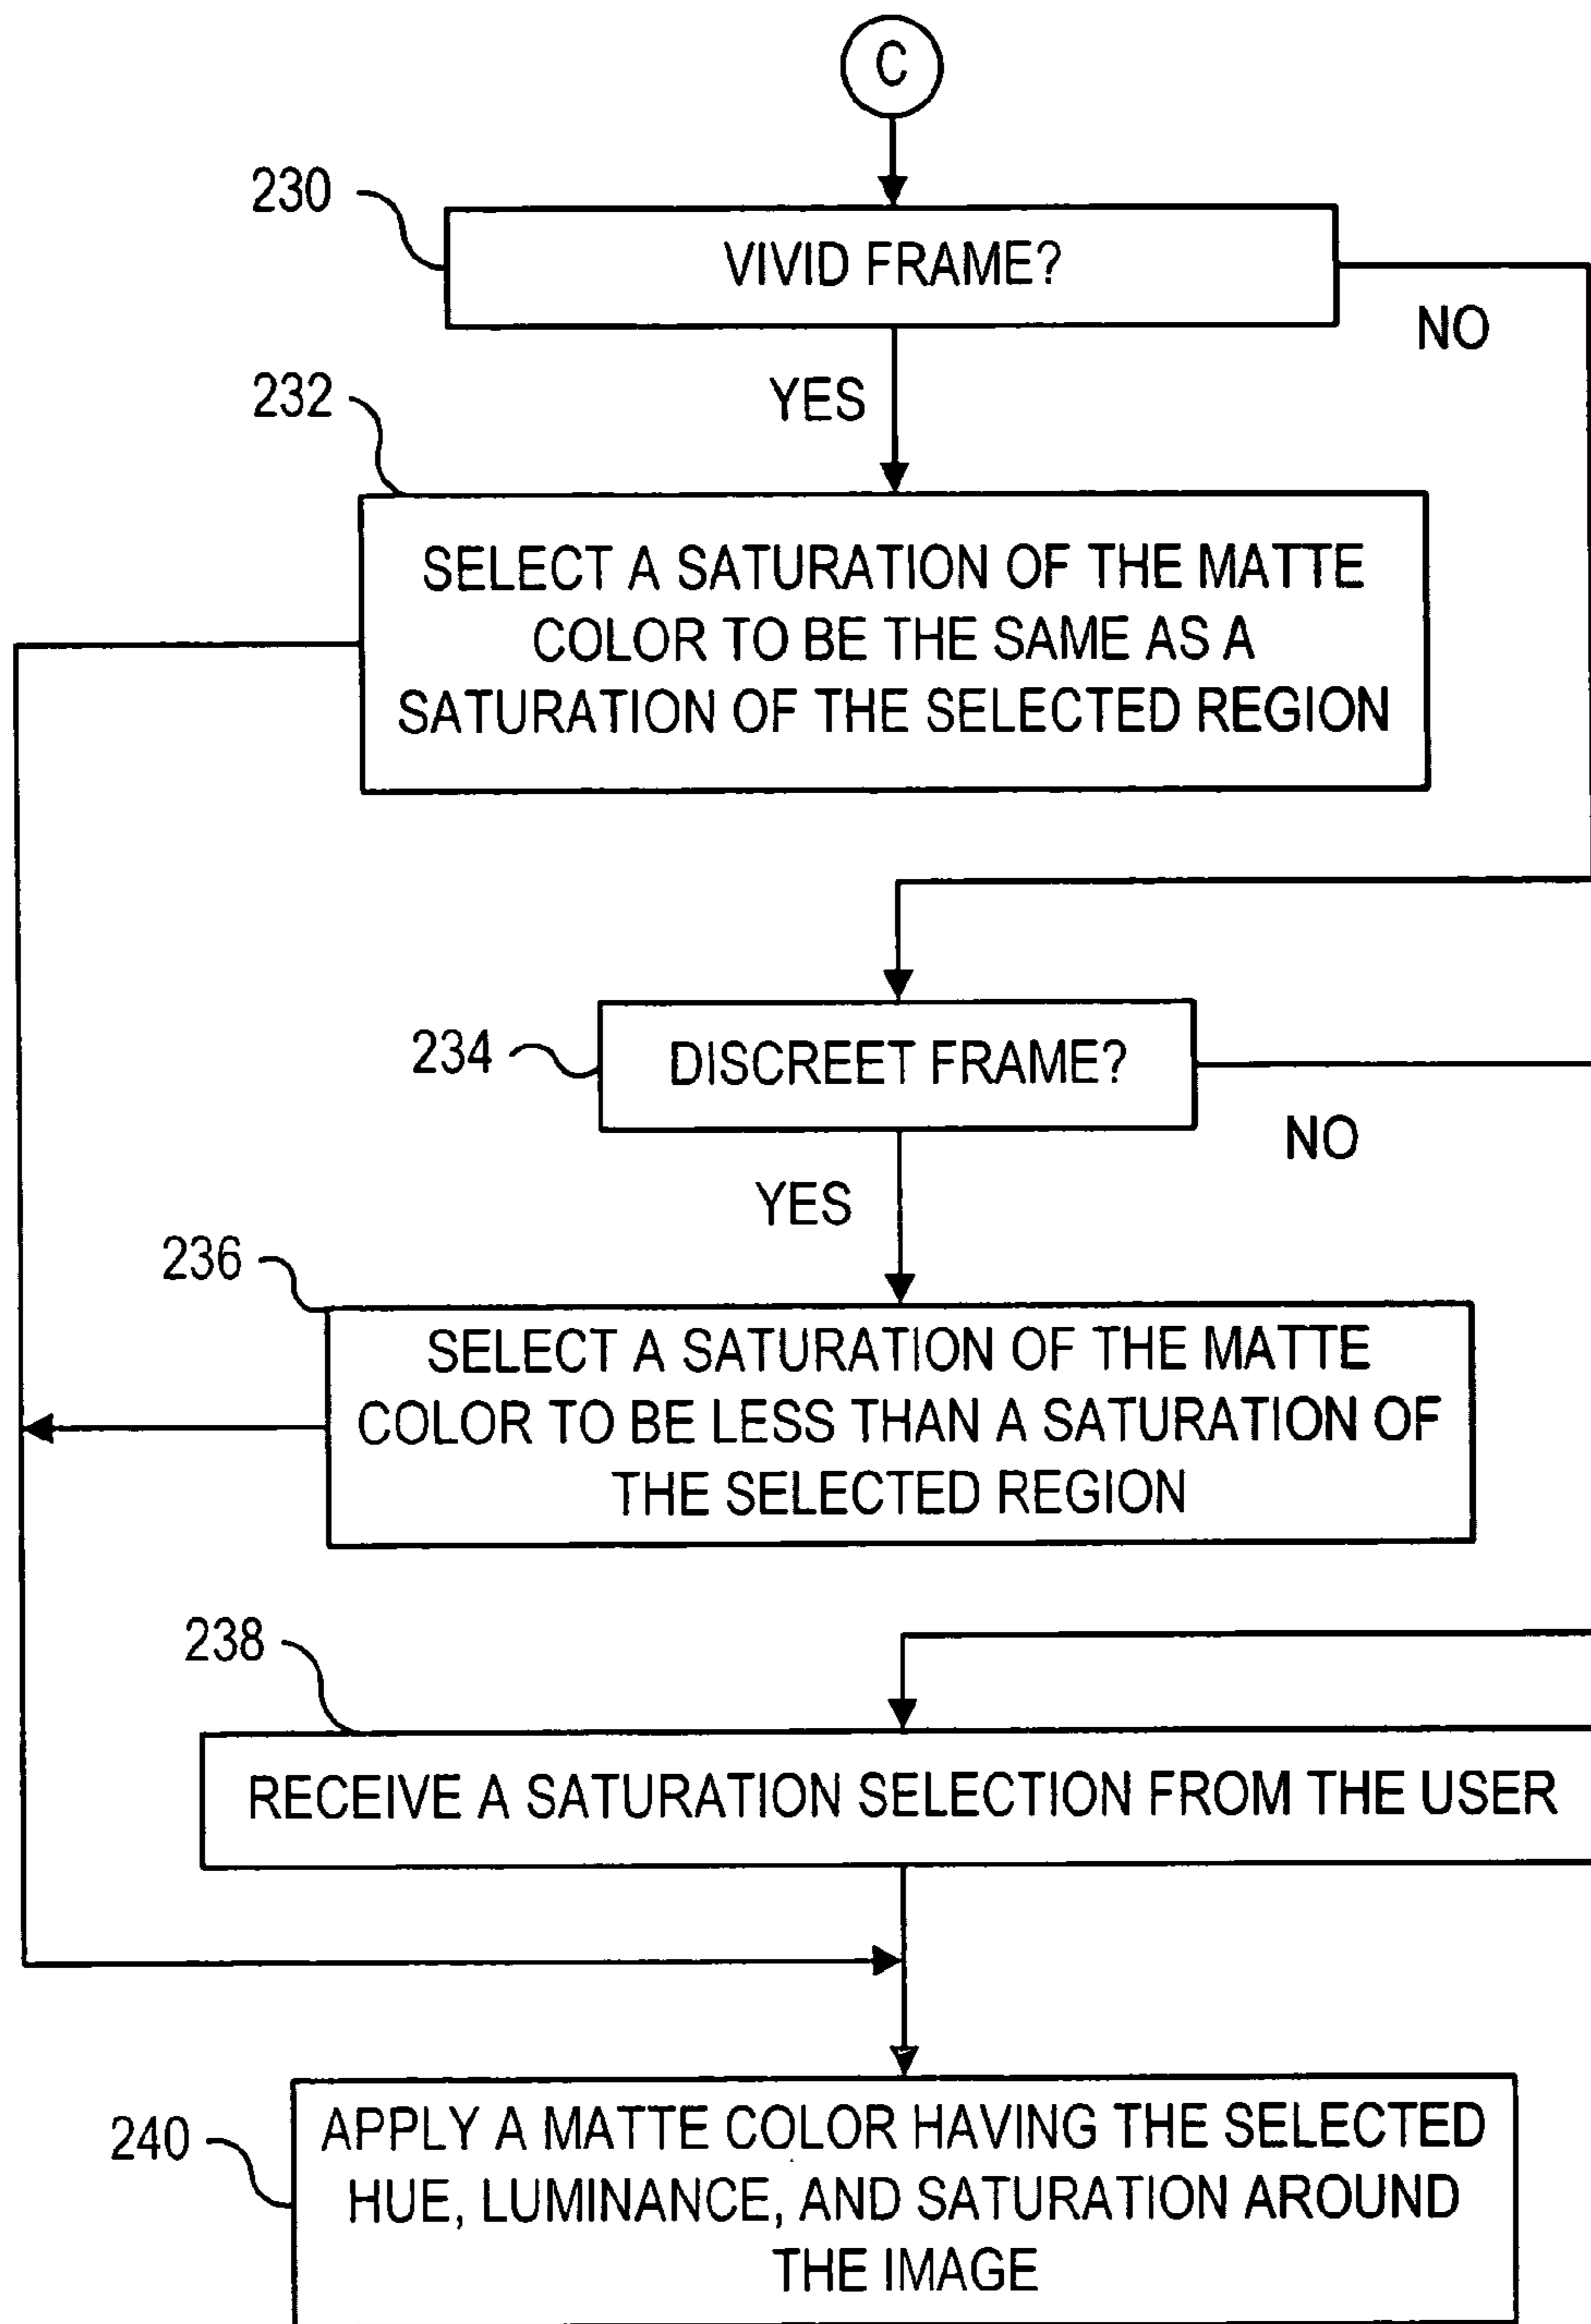 C
230
VIVID FRAME?
NO
YES
232
SELECT A SATURATION OF THE MATTE
COLOR TO BE THE SAME AS A
SATURATION OF THE SELECTED REGION
234
DISCREET FRAME?
NO
YES
236
SELECT A SATURATION OF THE MATTE
COLOR TO BE LESS THAN A SATURATION OF
THE SELECTED REGION
238
RECEIVE A SATURATION SELECTION FROM THE USER
240
APPLY A MATTE COLOR HAVING THE SELECTED
HUE, LUMINANCE, AND SATURATION AROUND
THE IMAGE